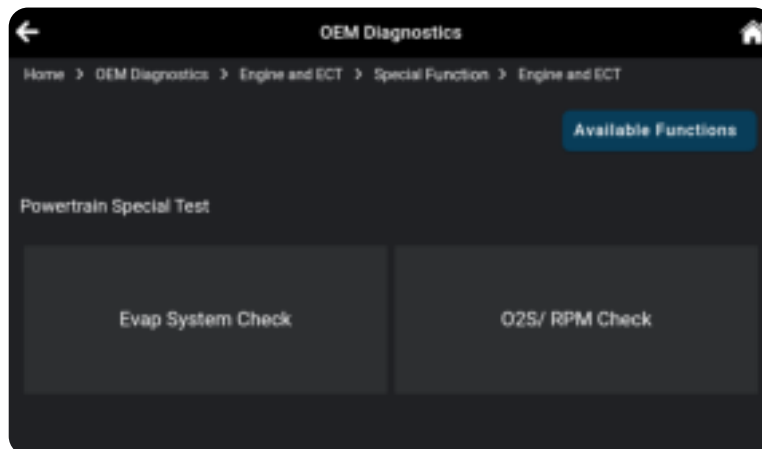 OEM Diagnostics
Home > OEM Diagnostics > Engine and ECT > Special Function > Engine and ECT
Available Functions
Powertrain Special Test
Evap System Check
O2S/ RPM Check